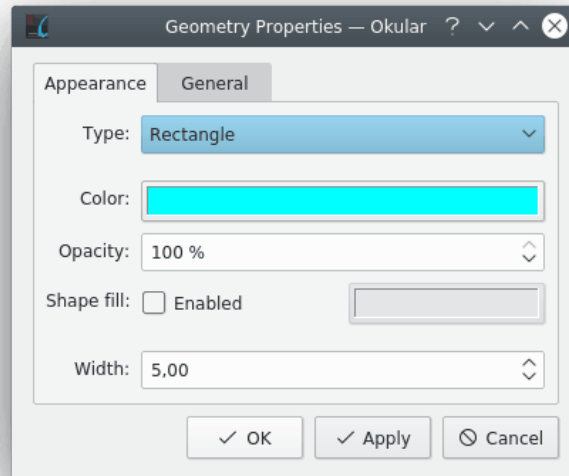 Geometry Properties — Okular
Appearance General
Type: Rectangle
Color:
Opacity: 100 %
Shape fill: Enabled
Width: 5,00
OK Apply Cancel